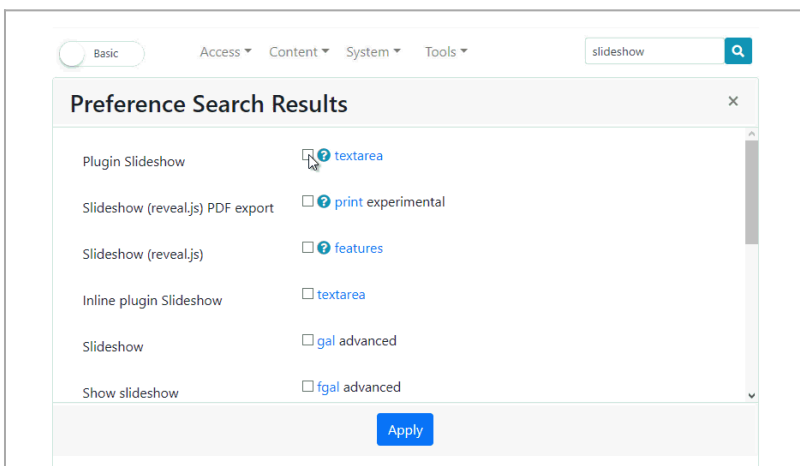 Basic Access Content System Tools slideshow
Preference Search Results ×
Plugin Slideshow ? textarea
Slideshow (reveal.js) PDF export ? print experimental
Slideshow (reveal.js) ? features
Inline plugin Slideshow textarea
Slideshow gal advanced
Show slideshow fgal advanced
Apply